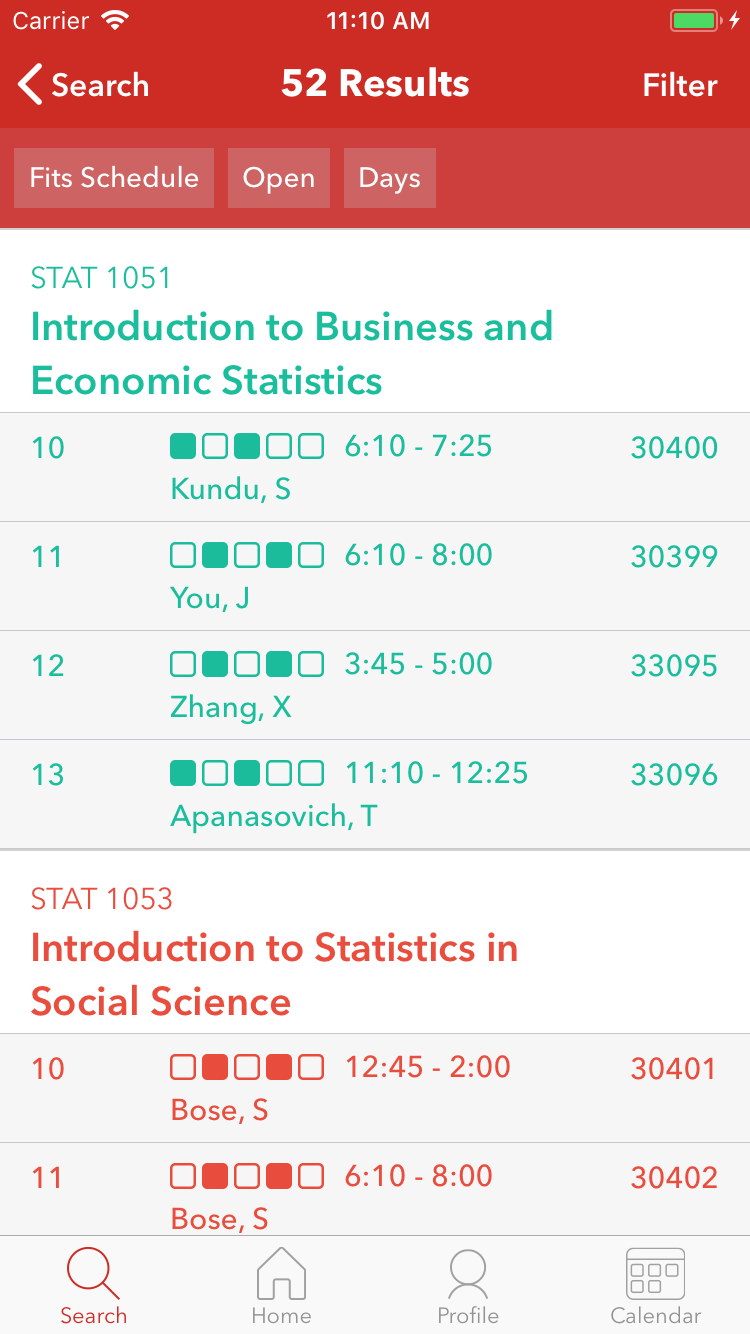 Carrier 11:10 AM
Search 52 Results Filter
Fits Schedule Open Days
STAT 1051
Introduction to Business and
Economic Statistics
10 6:10 - 7:25 30400
Kundu, S
11 6:10 - 8:00 30399
You, J
12 3:45 - 5:00 33095
Zhang, X
13 11:10 - 12:25 33096
Apanasovich, T
STAT 1053
Introduction to Statistics in
Social Science
10 12:45 - 2:00 30401
Bose, S
11 6:10 - 8:00 30402
Bose, S
Search Home Profile Calendar